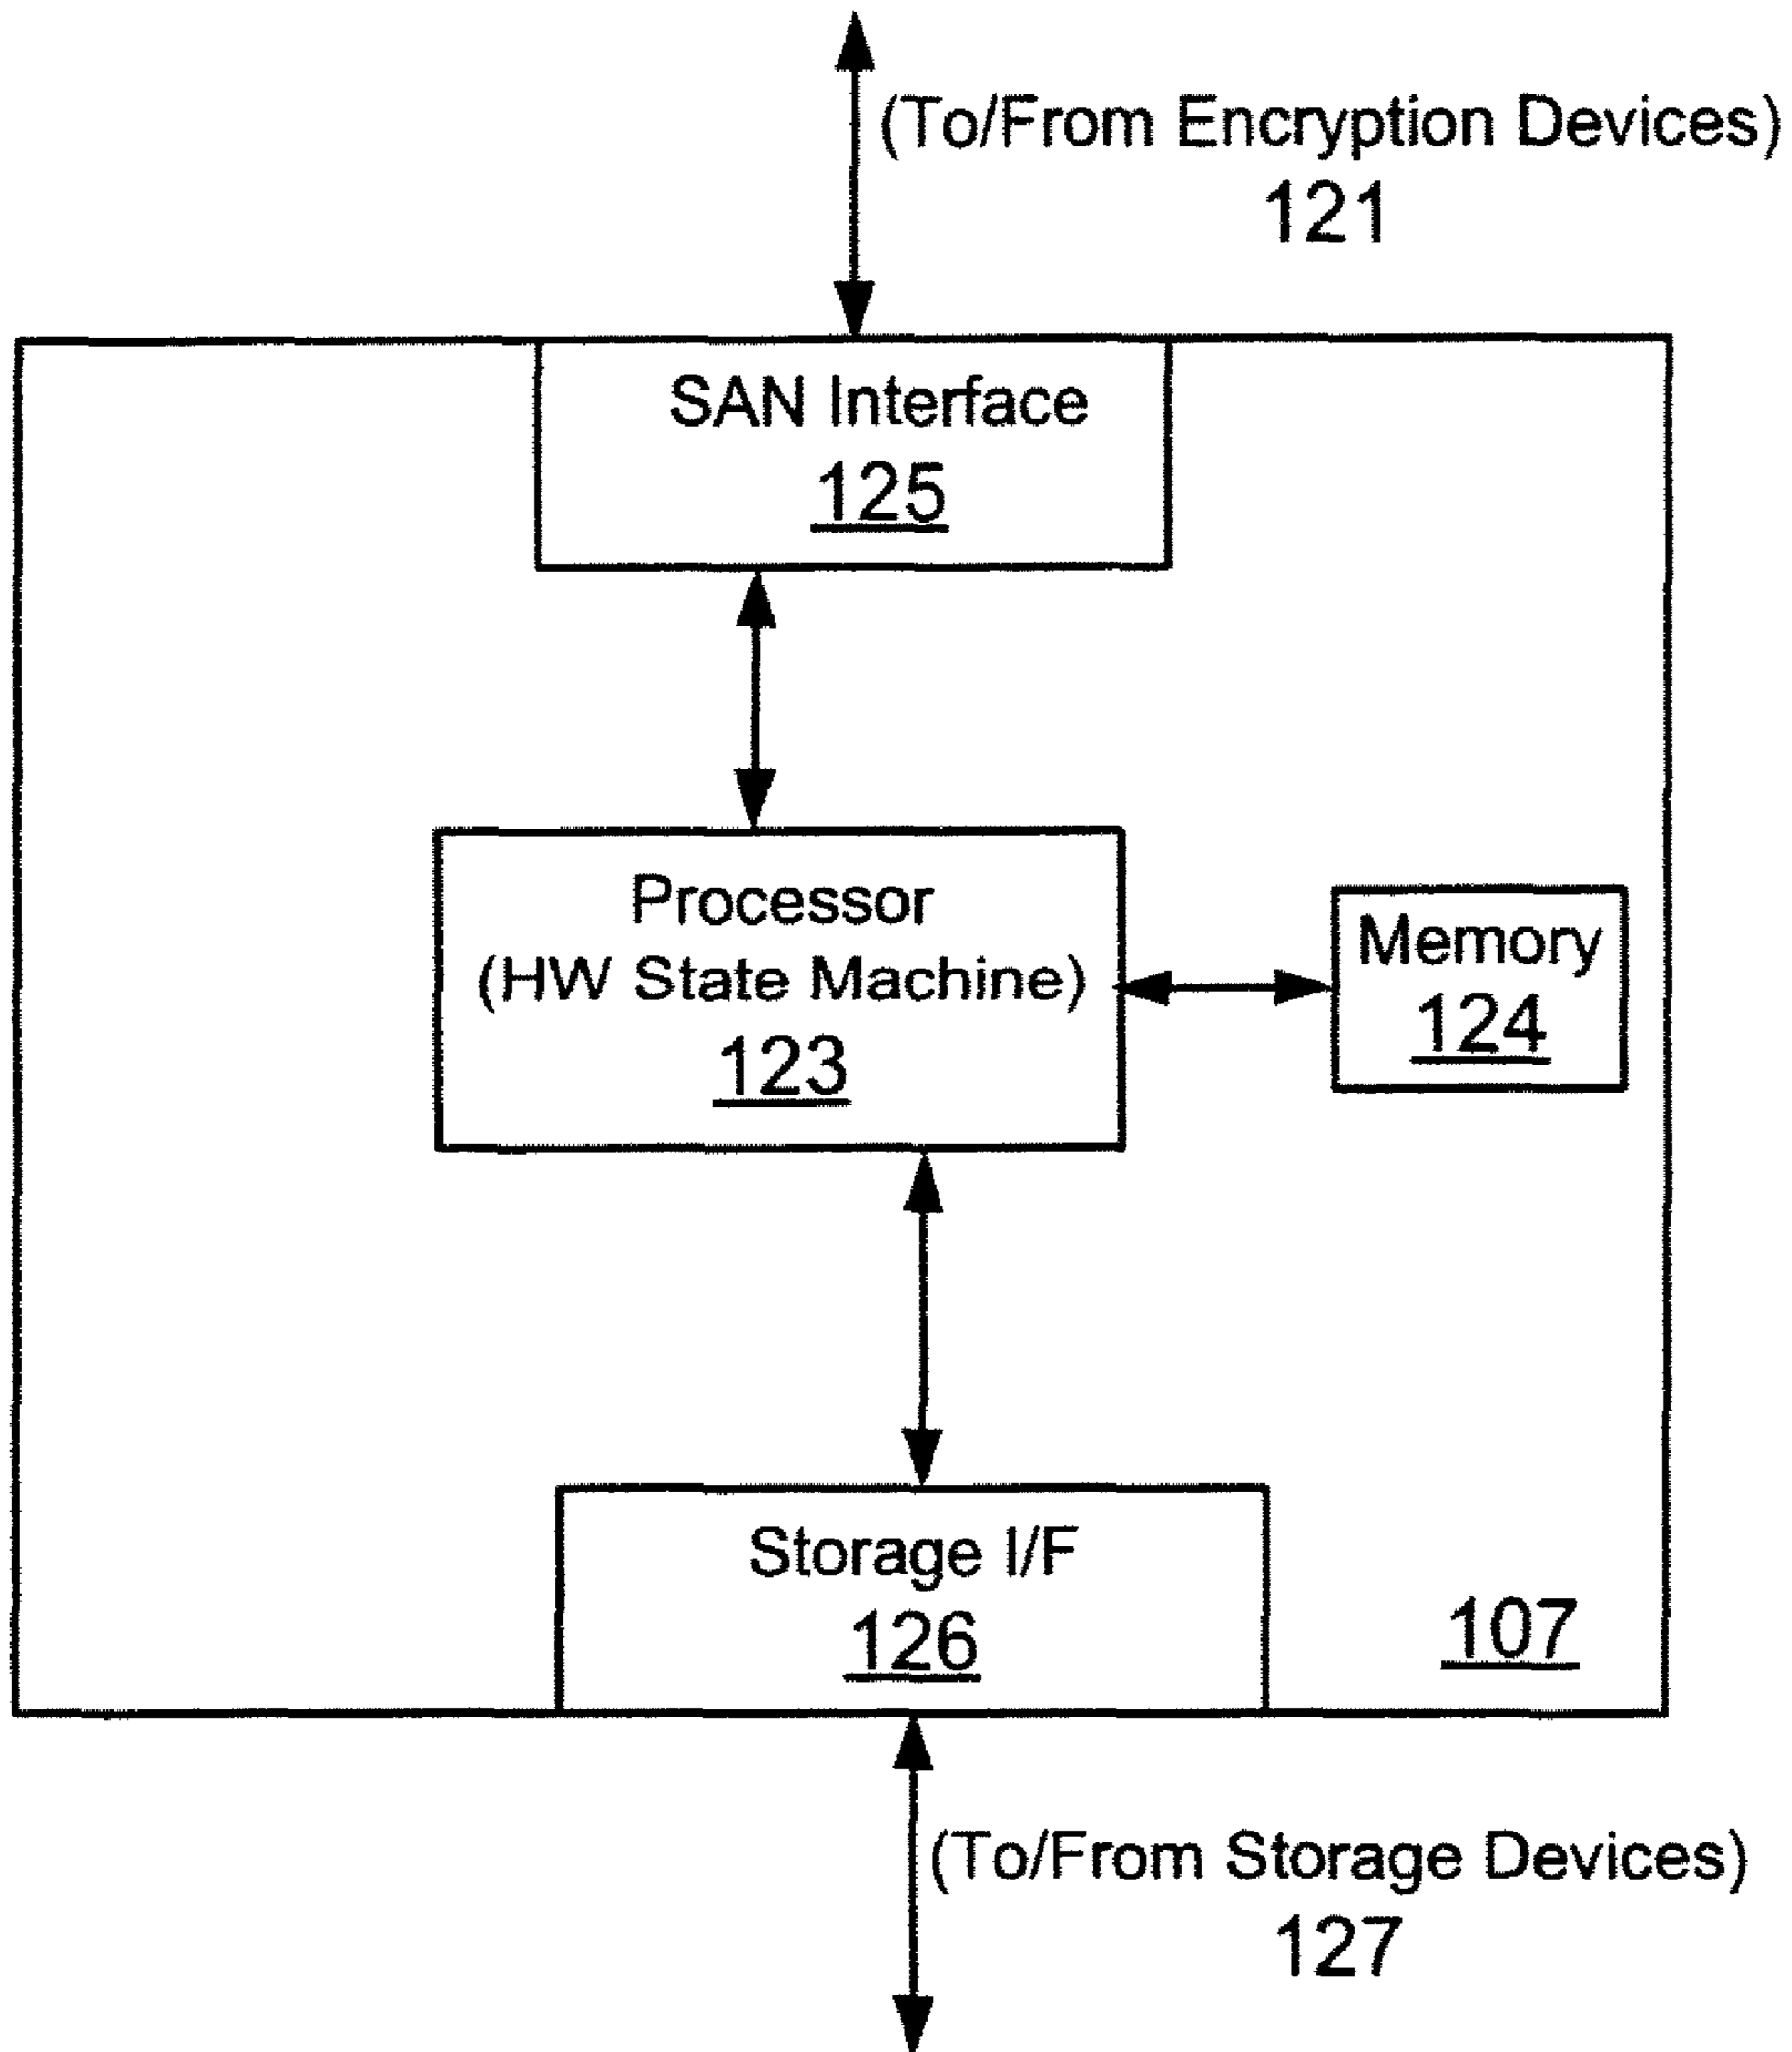 (To/From Encryption Devices)
121
SAN Interface
125
Processor
(HW State Machine)
123
Memory
124
Storage I/F
126
107
(To/From Storage Devices)
127